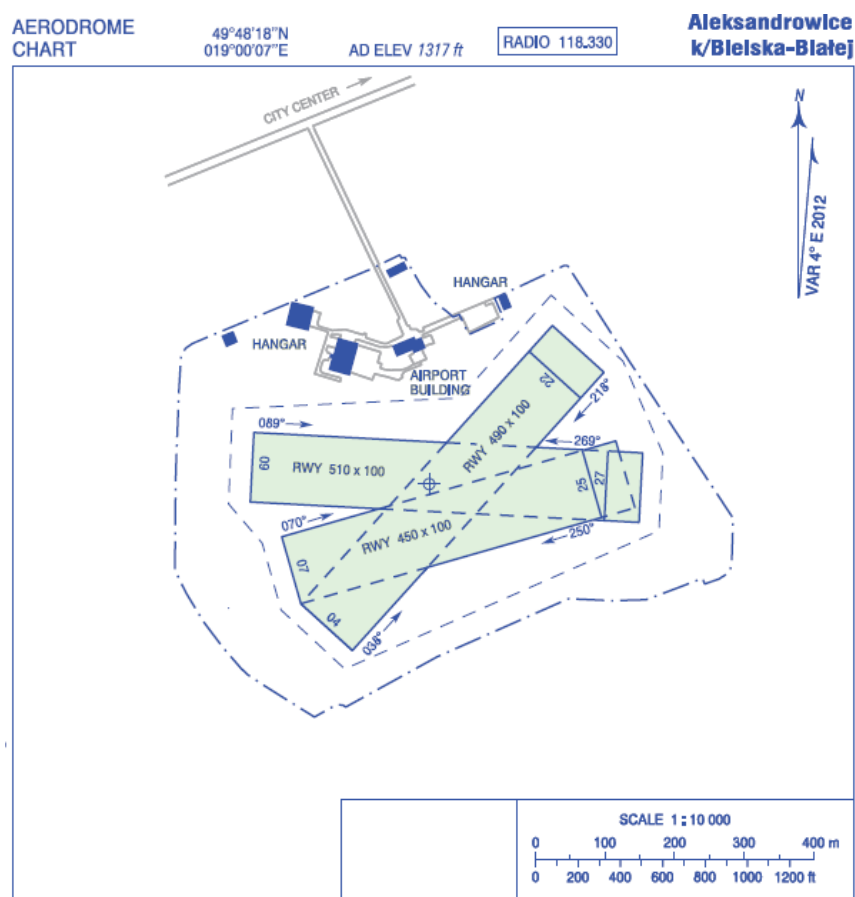 AERODROME
CHART
49°48'18"N
019°00'07"E
AD ELEV 1317 ft
RADIO 118.330
Aleksandrowice
k/Bielska-Białej
CITY CENTER
N
VAR 4° E 2012
HANGAR
HANGAR
AIRPORT
BUILDING
22
218°
089°
269°
09
RWY 510 x 100
RWY 490 x 100
25
27
070°
RWY 450 x 100
250°
07
04
038°
SCALE 1:10 000
0 100 200 300 400 m
0 200 400 600 800 1000 1200 ft